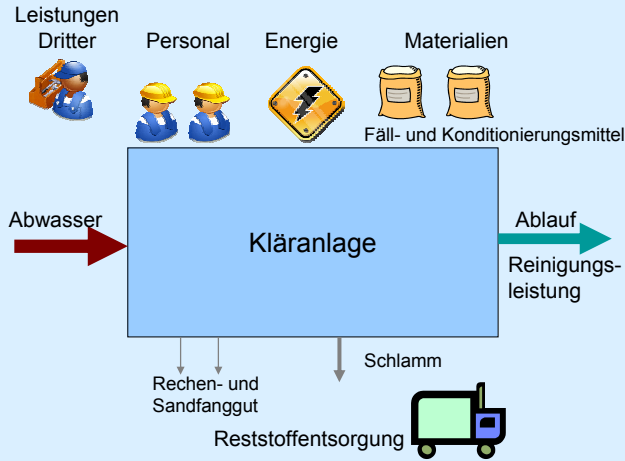 Leistungen
Dritter
Personal
Energie
Materialien
Fäll- und Konditionierungsmittel
Abwasser
Kläranlage
Ablauf
Reinigungs-
leistung
Schlamm
Rechen- und
Sandfanggut
Reststoffentsorgung